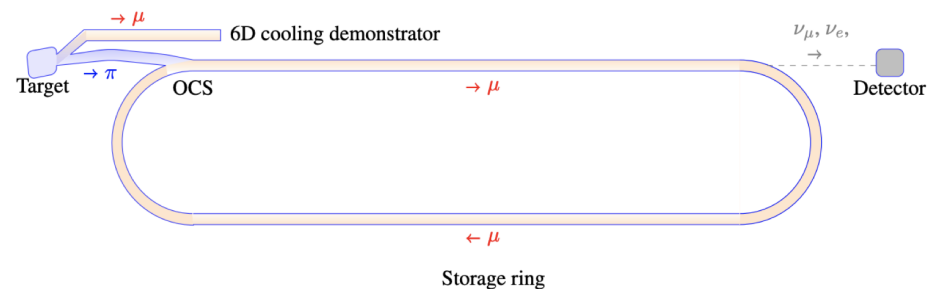 → μ
6D cooling demonstrator
ν_μ, ν_e,
→
Target
→ π
OCS
→ μ
Detector
← μ
Storage ring